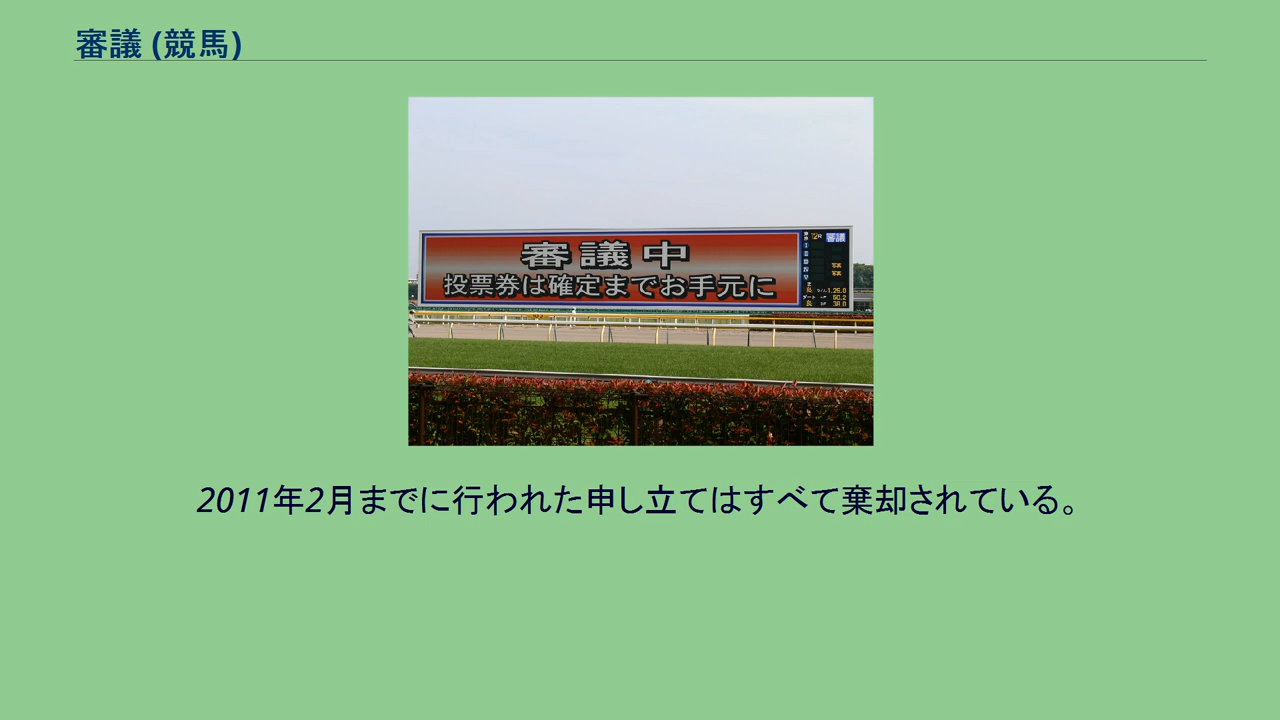 審議 (競馬)
審議中
投票券は確定までお手元に
審議
2011年2月までに行われた申し立てはすべて棄却されている。